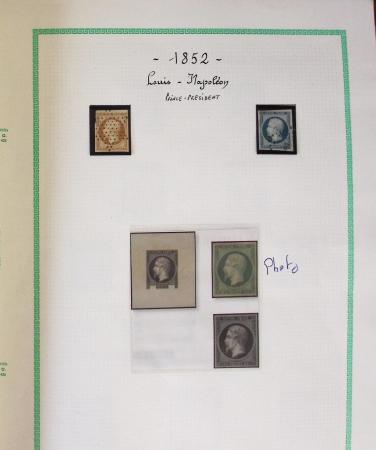 - 1852 -
Louis - Napoléon
PRINCE - PRÉSIDENT
Photo